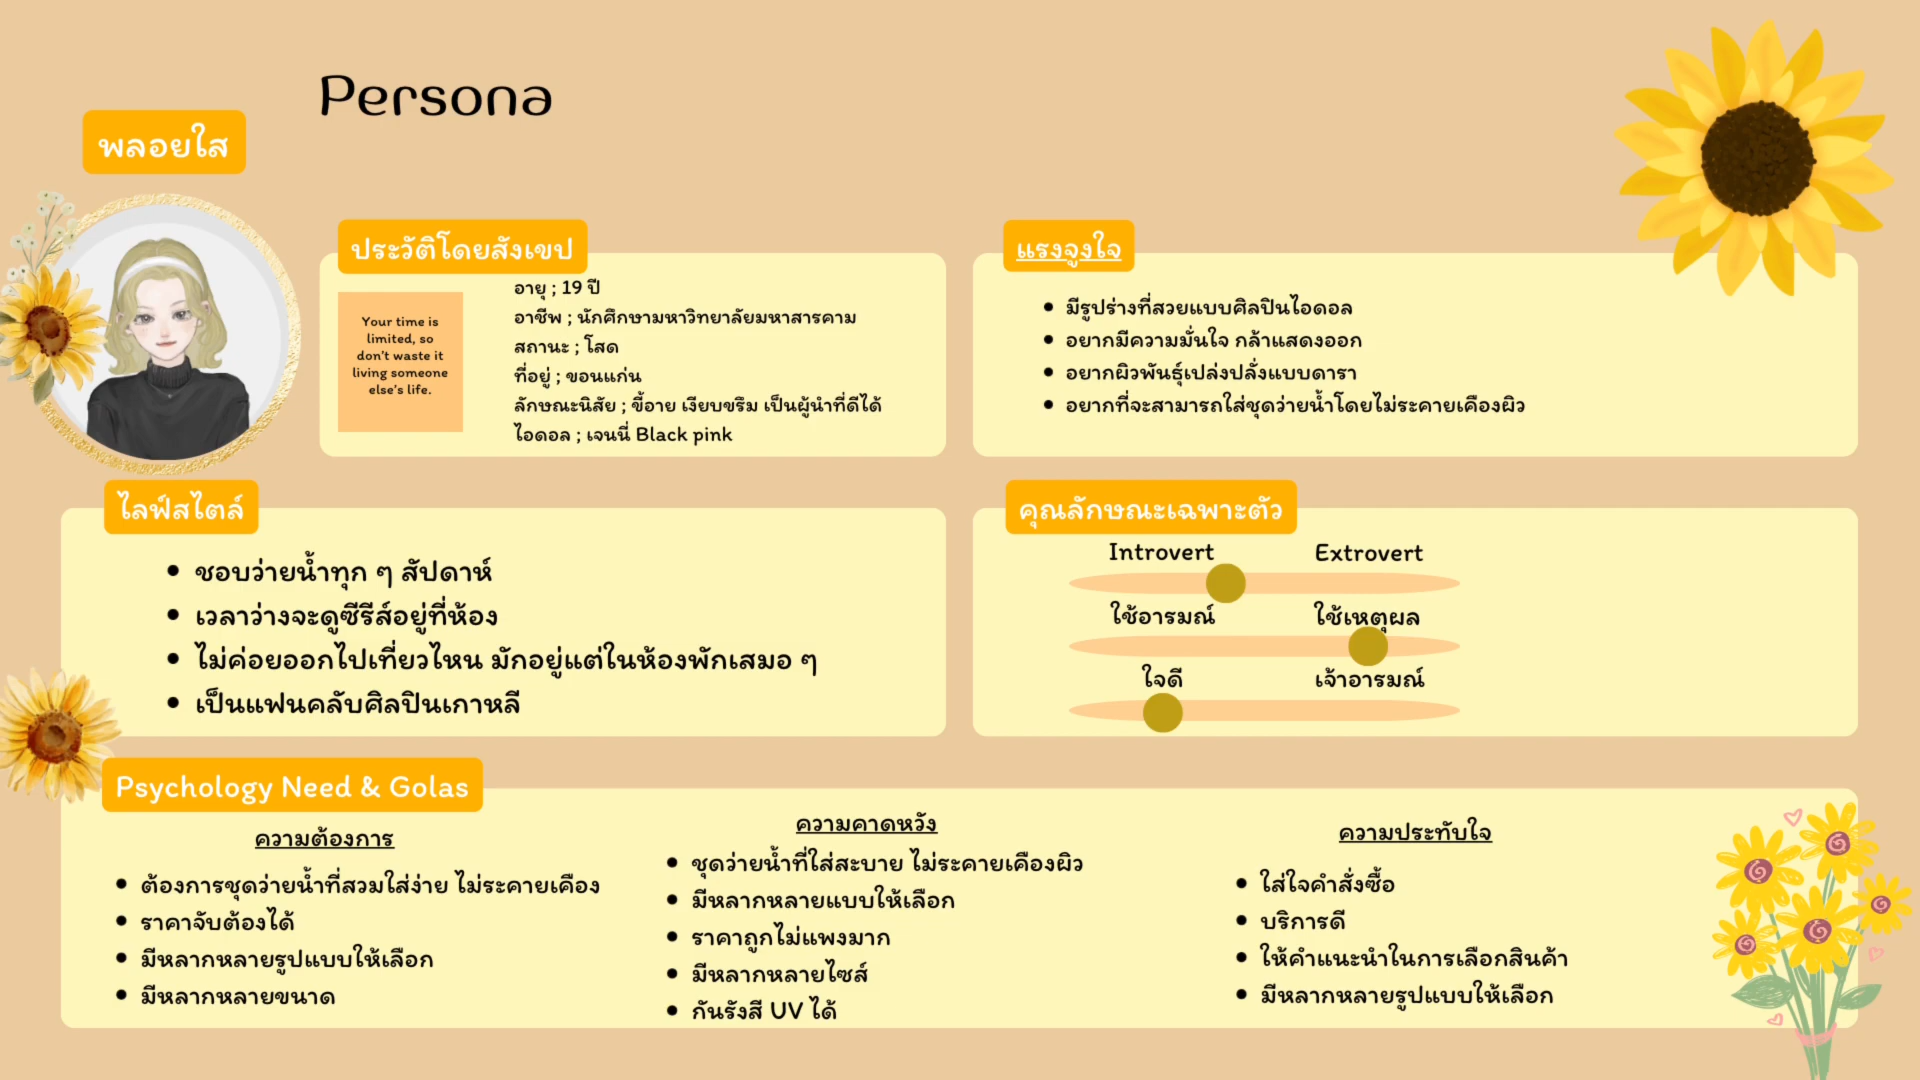 Persona
พลอยใส
ประวัติโดยสังเขป
Your time is
limited, so
don't waste it
living someone
else's life.
อายุ ; 19 ปี
อาชีพ ; นักศึกษามหาวิทยาลัยมหาสารคาม
สถานะ ; โสด
ที่อยู่ ; ขอนแก่น
ลักษณะนิสัย ; ขี้อาย เงียบขรึม เป็นผู้นำที่ดีได้
ไอดอล ; เจนนี่ Black pink
แรงจูงใจ
• มีรูปร่างที่สวยแบบศิลปินไอดอล
• อยากมีความมั่นใจ กล้าแสดงออก
• อยากผิวพันธุ์เปล่งปลั่งแบบดารา
• อยากที่จะสามารถใส่ชุดว่ายน้ำโดยไม่ระคายเคืองผิว
ไลฟ์สไตล์
• ชอบว่ายน้ำทุก ๆ สัปดาห์
• เวลาว่างจะดูซีรีส์อยู่ที่ห้อง
• ไม่ค่อยออกไปเที่ยวไหน มักอยู่แต่ในห้องพักเสมอ ๆ
• เป็นแฟนคลับศิลปินเกาหลี
คุณลักษณะเฉพาะตัว
Introvert Extrovert
ใช้อารมณ์ ใช้เหตุผล
ใจดี เจ้าอารมณ์
Psychology Need & Golas
ความต้องการ
• ต้องการชุดว่ายน้ำที่สวมใส่ง่าย ไม่ระคายเคือง
• ราคาจับต้องได้
• มีหลากหลายรูปแบบให้เลือก
• มีหลากหลายขนาด
ความคาดหวัง
• ชุดว่ายน้ำที่ใส่สะบาย ไม่ระคายเคืองผิว
• มีหลากหลายแบบให้เลือก
• ราคาถูกไม่แพงมาก
• มีหลากหลายไซส์
• กันรังสี UV ได้
ความประทับใจ
• ใส่ใจคำสั่งซื้อ
• บริการดี
• ให้คำแนะนำในการเลือกสินค้า
• มีหลากหลายรูปแบบให้เลือก